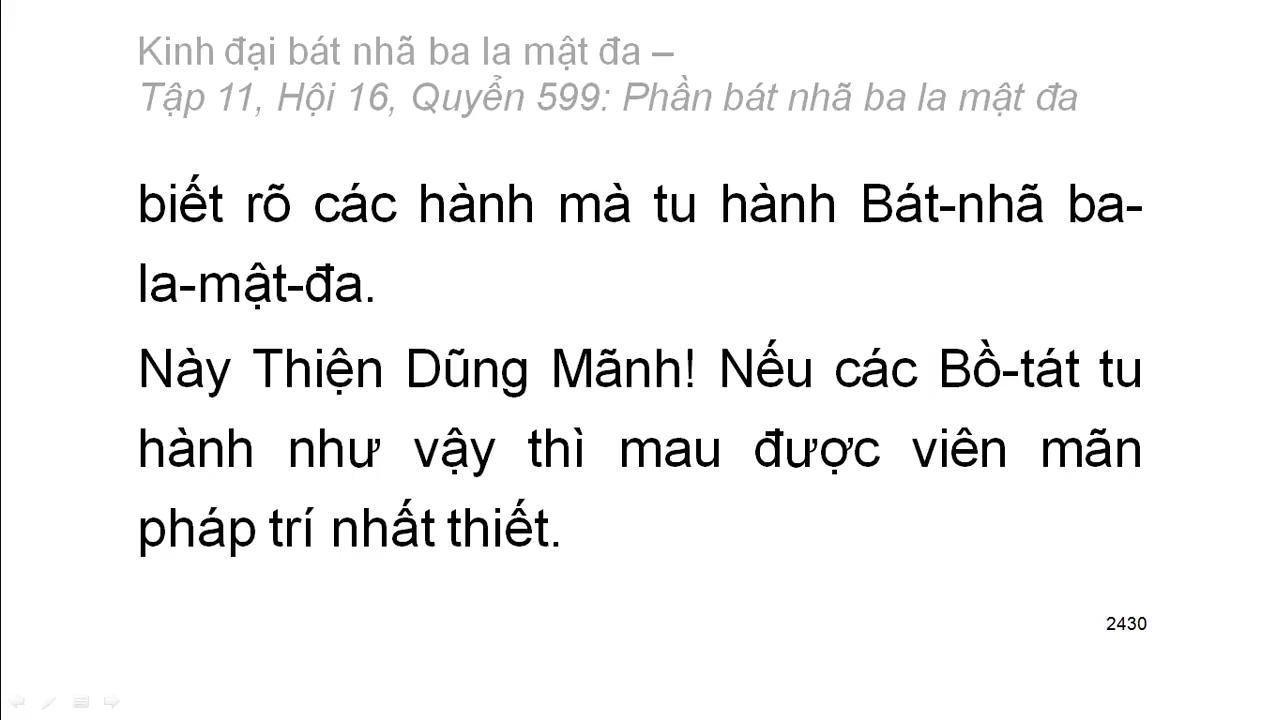 Kinh đại bát nhã ba la mật đa –
Tập 11, Hội 16, Quyển 599: Phần bát nhã ba la mật đa
biết rõ các hành mà tu hành Bát-nhã ba-
la-mật-đa.
Này Thiện Dũng Mãnh! Nếu các Bồ-tát tu
hành như vậy thì mau được viên mãn
pháp trí nhất thiết.
2430